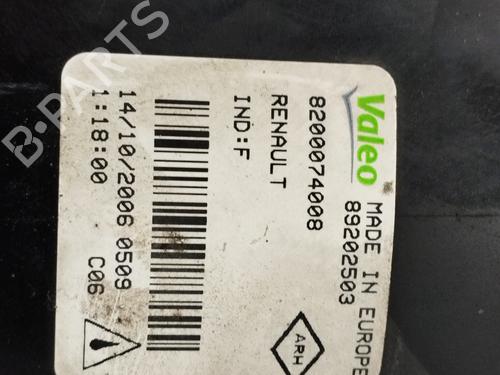 Valeo
MADE IN EUROPE
89202503
8200074008
RENAULT
IND:F
14/10/2006 0509
1:18:00
C06
ARH
B-PARTS